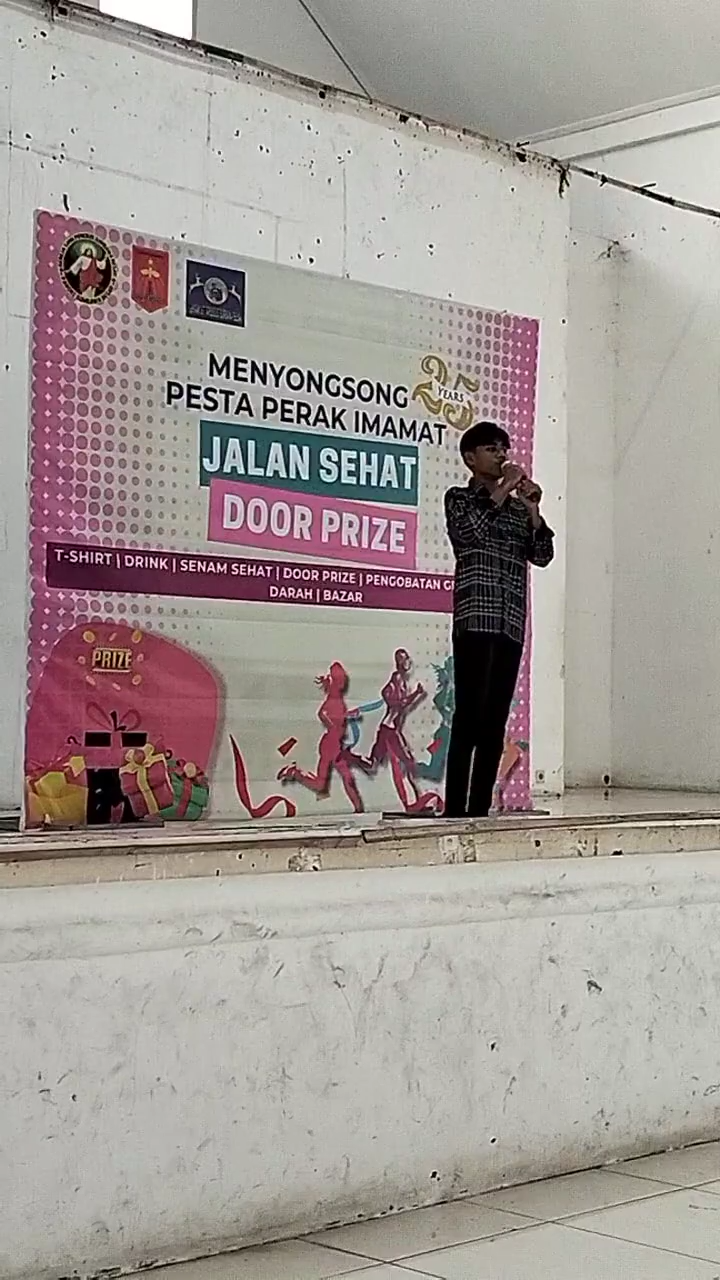 MENYONGSONG
25
YEARS
PESTA PERAK IMAMAT
JALAN SEHAT
DOOR PRIZE
T-SHIRT | DRINK | SENAM SEHAT | DOOR PRIZE | PENGOBATAN
DARAH | BAZAR
PRIZE